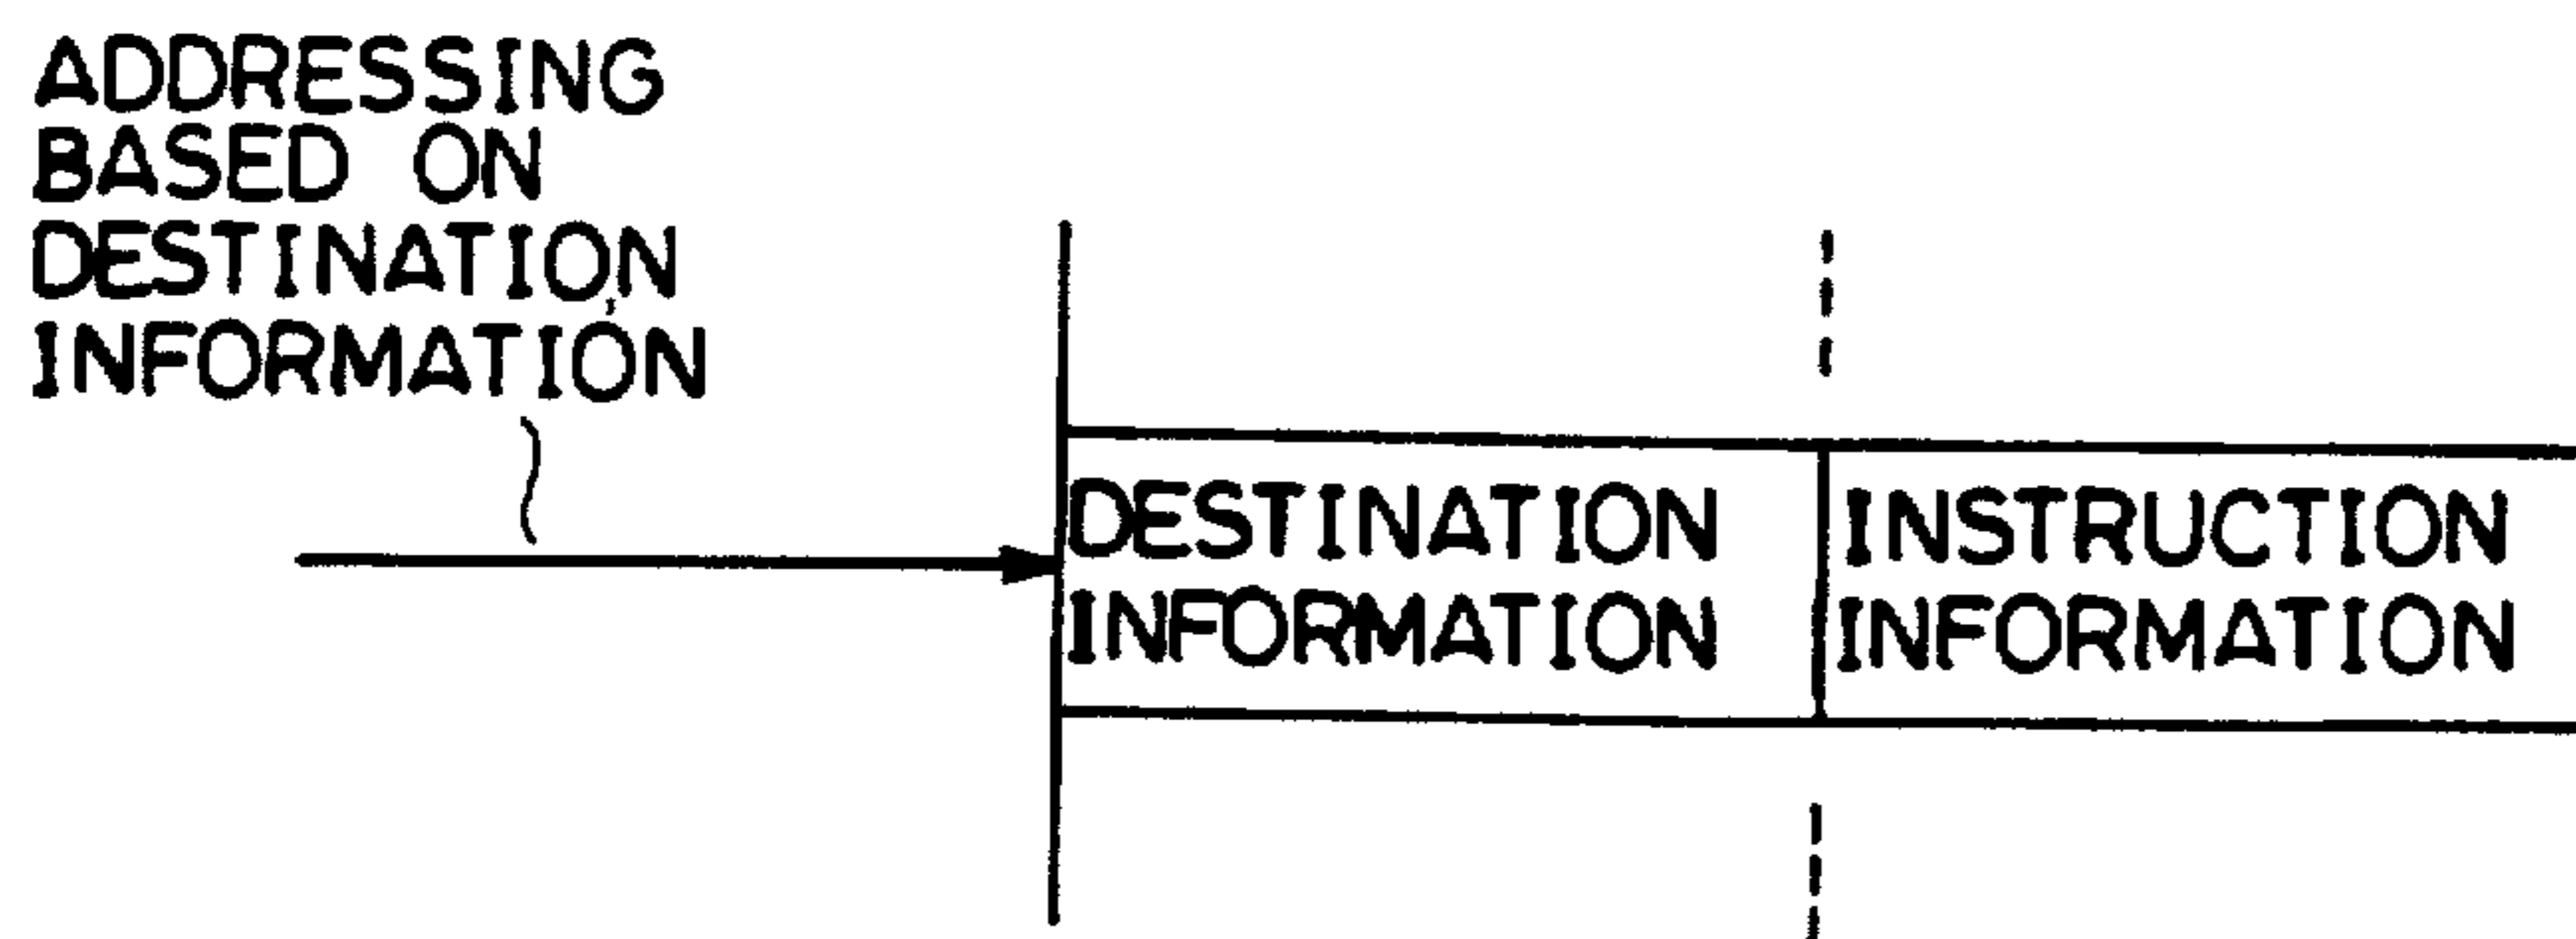 ADDRESSING
BASED ON
DESTINATION
INFORMATION
DESTINATION
INFORMATION
INSTRUCTION
INFORMATION